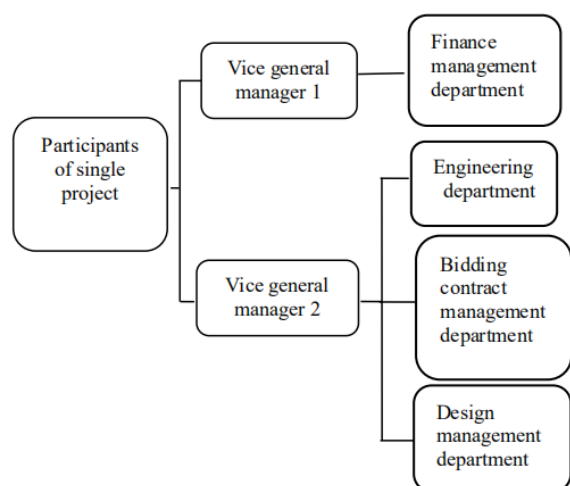 Participants
of single
project
Vice general
manager 1
Finance
management
department
Vice general
manager 2
Engineering
department
Bidding
contract
management
department
Design
management
department